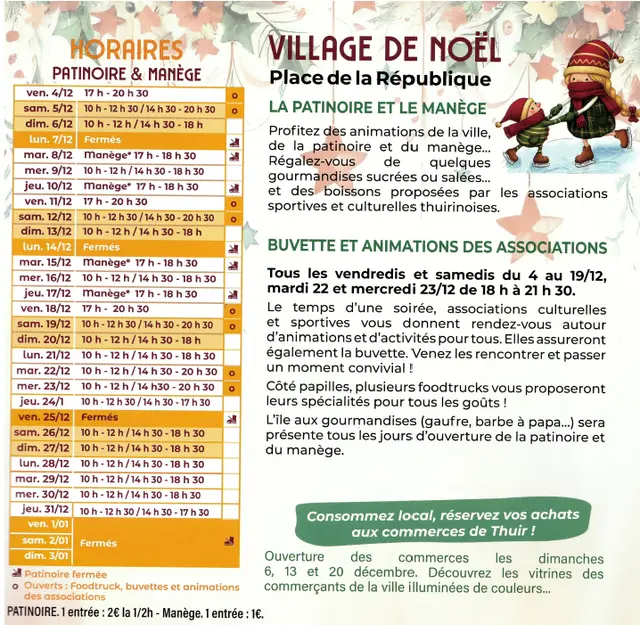 HORAIRES
PATINOIRE & MANÈGE
ven. 4/12 17 h - 20 h 30
sam. 5/12 10 h - 12 h 30 / 14 h 30 - 20 h 30
dim. 6/12 10 h - 12 h / 14 h 30 - 18 h
lun. 7/12 Fermés
mar. 8/12 Manège* 17 h - 18 h 30
mer. 9/12 10 h - 12 h / 14 h 30 - 18 h 30
jeu. 10/12 Manège* 17 h - 18 h 30
ven. 11/12 17 h - 20 h 30
sam. 12/12 10 h - 12 h 30 / 14 h 30 - 20 h 30
dim. 13/12 10 h - 12 h / 14 h 30 - 18 h
lun. 14/12 Fermés
mar. 15/12 Manège* 17 h - 18 h 30
mer. 16/12 10 h - 12 h / 14 h 30 - 18 h 30
jeu. 17/12 Manège* 17 h - 18 h 30
ven. 18/12 17 h - 20 h 30
sam. 19/12 10 h - 12 h 30 / 14 h 30 - 20 h 30
dim. 20/12 10 h - 12 h / 14 h 30 - 18 h
lun. 21/12 10 h - 12 h / 14 h 30 - 18 h 30
mar. 22/12 10 h - 12 h / 14 h 30 - 20 h 30
mer. 23/12 10 h - 12 h / 14 h30 - 20 h 30
jeu. 24/1 10 h - 12 h 30 / 14 h 30 - 17 h 30
ven. 25/12 Fermés
sam. 26/12 10 h - 12 h / 14 h 30 - 18 h 30
dim. 27/12 10 h - 12 h / 14 h 30 - 18 h 30
lun. 28/12 10 h - 12 h / 14 h 30 - 18 h 30
mar. 29/12 10 h - 12 h / 14 h 30 - 18 h 30
mer. 30/12 10 h - 12 h / 14 h 30 - 18 h 30
jeu. 31/12 10 h - 12 h 30 / 14 h 30 - 17 h 30
ven. 1/01
sam. 2/01 Fermés
dim. 3/01
Patinoire fermée
Ouverts : Foodtruck, buvettes et animations
des associations
PATINOIRE. 1 entrée : 2€ la 1/2h - Manège. 1 entrée : 1€.
VILLAGE DE NOËL
Place de la République
LA PATINOIRE ET LE MANÈGE
Profitez des animations de la ville,
de la patinoire et du manège...
Régalez-vous de quelques
gourmandises sucrées ou salées...
et des boissons proposées par les associations
sportives et culturelles thuirinoises.
BUVETTE ET ANIMATIONS DES ASSOCIATIONS
Tous les vendredis et samedis du 4 au 19/12,
mardi 22 et mercredi 23/12 de 18 h à 21 h 30.
Le temps d'une soirée, associations culturelles
et sportives vous donnent rendez-vous autour
d'animations et d'activités pour tous. Elles assureront
également la buvette. Venez les rencontrer et passer
un moment convivial !
Côté papilles, plusieurs foodtrucks vous proposeront
leurs spécialités pour tous les goûts !
L'île aux gourmandises (gaufre, barbe à papa...) sera
présente tous les jours d'ouverture de la patinoire et
du manège.
Consommez local, réservez vos achats
aux commerces de Thuir !
Ouverture des commerces les dimanches
6, 13 et 20 décembre. Découvrez les vitrines des
commerçants de la ville illuminées de couleurs...